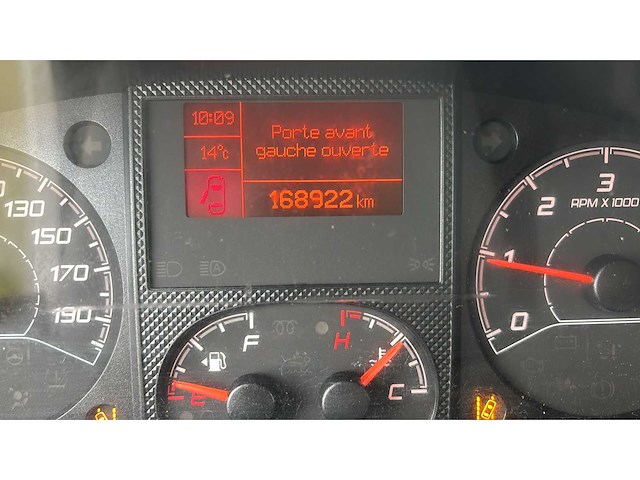 10:09
Porte avant
gauche ouverte
14°c
168922 km
130
150
170
190
3
2
RPM X 1000
1
0
F
E
H
C